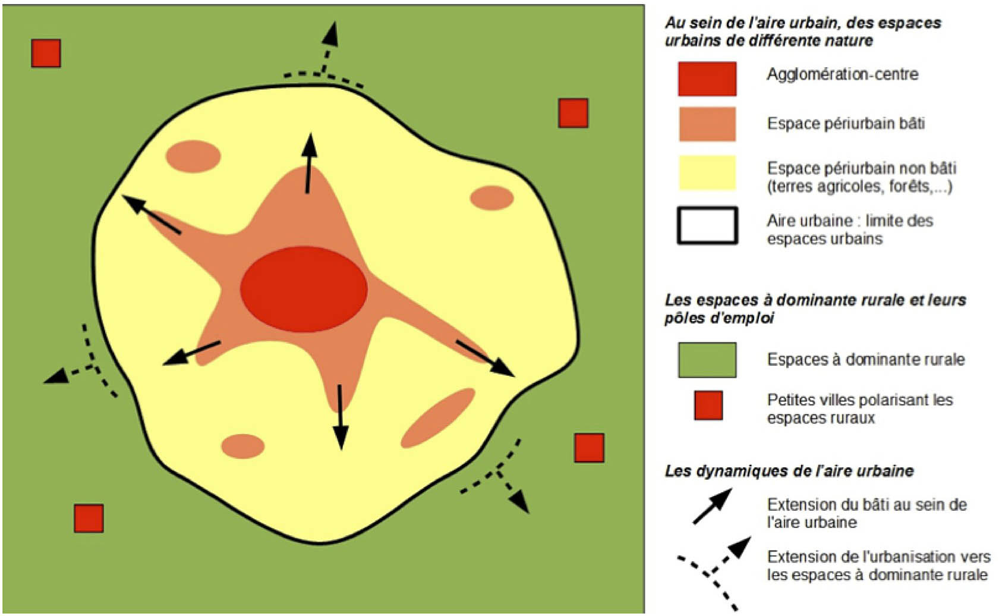 Au sein de l'aire urbain, des espaces
urbains de différente nature
Agglomération-centre
Espace périurbain bâti
Espace périurbain non bâti
(terres agricoles, forêts,...)
Aire urbaine : limite des
espaces urbains
Les espaces à dominante rurale et leurs
pôles d'emploi
Espaces à dominante rurale
Petites villes polarisant les
espaces ruraux
Les dynamiques de l'aire urbaine
Extension du bâti au sein de
l'aire urbaine
Extension de l'urbanisation vers
les espaces à dominante rurale